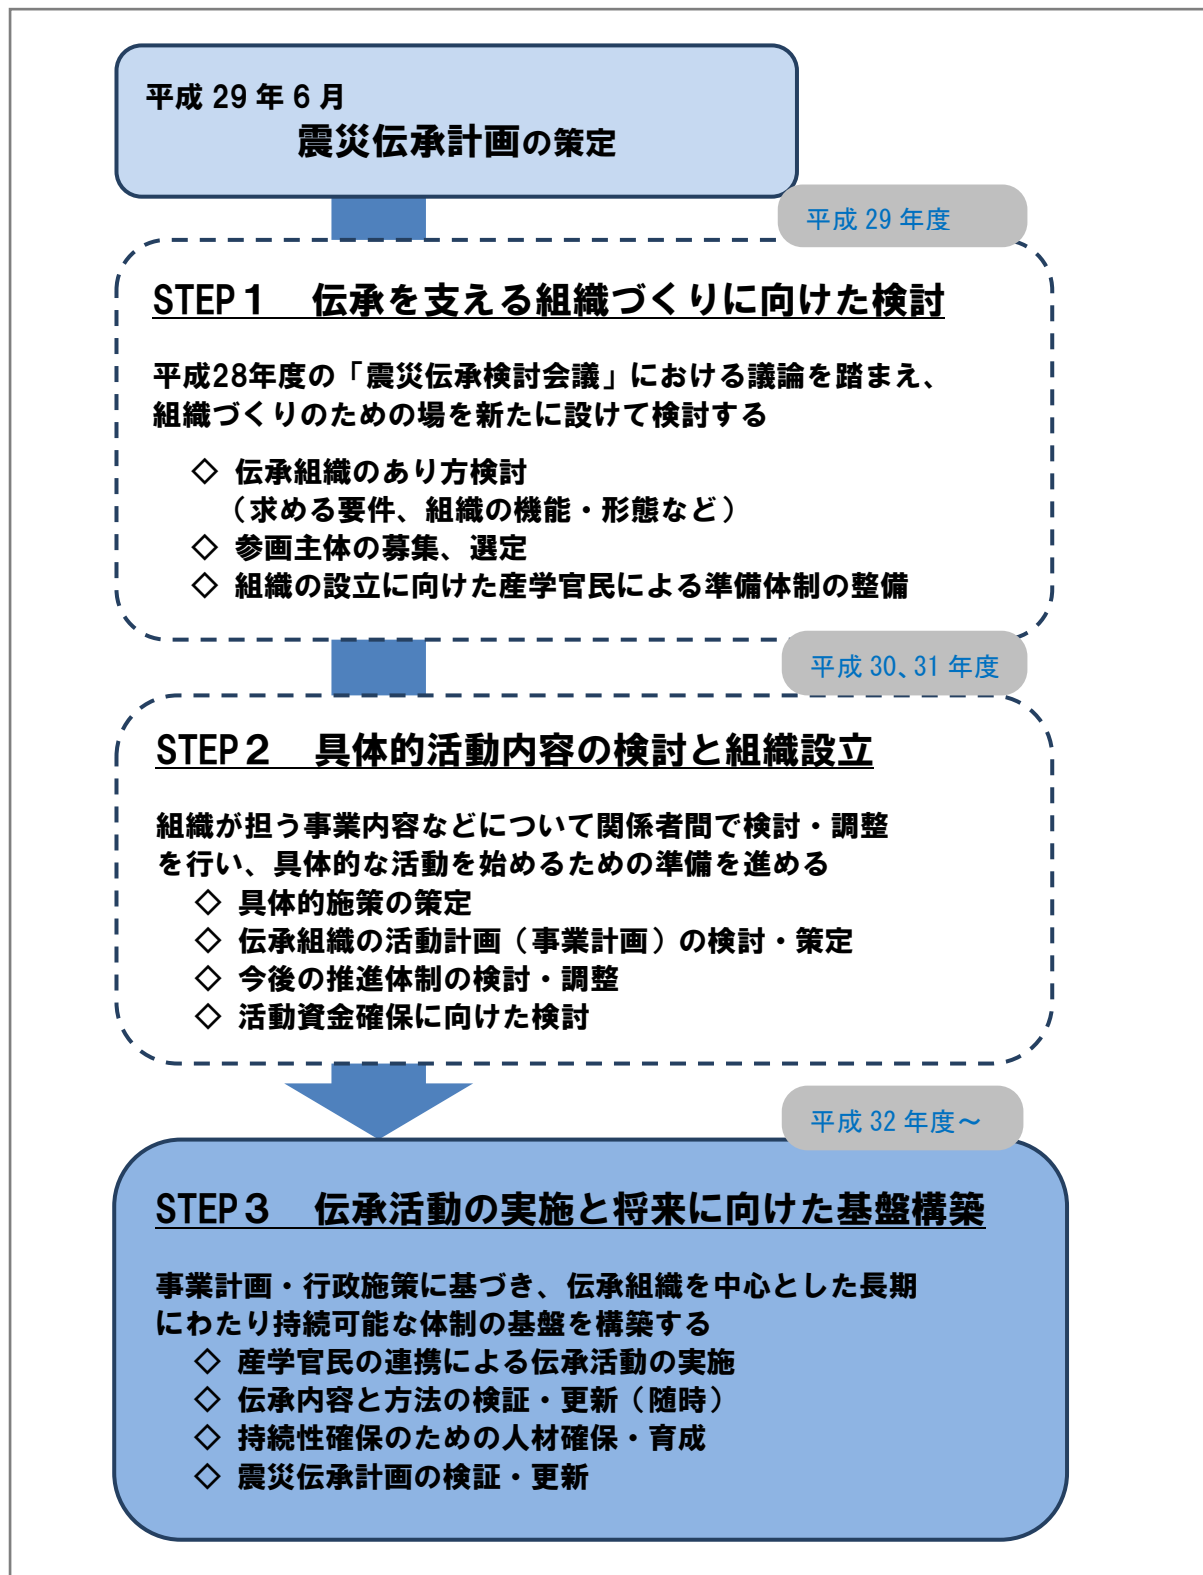 平成 29 年 6 月
震災伝承計画の策定
平成 29 年度
STEP１　伝承を支える組織づくりに向けた検討
平成28年度の「震災伝承検討会議」における議論を踏まえ、
組織づくりのための場を新たに設けて検討する
◇ 伝承組織のあり方検討
（求める要件、組織の機能・形態など）
◇ 参画主体の募集、選定
◇ 組織の設立に向けた産学官民による準備体制の整備
平成 30、31 年度
STEP２　具体的活動内容の検討と組織設立
組織が担う事業内容などについて関係者間で検討・調整
を行い、具体的な活動を始めるための準備を進める
◇ 具体的施策の策定
◇ 伝承組織の活動計画（事業計画）の検討・策定
◇ 今後の推進体制の検討・調整
◇ 活動資金確保に向けた検討
平成 32 年度～
STEP３　伝承活動の実施と将来に向けた基盤構築
事業計画・行政施策に基づき、伝承組織を中心とした長期
にわたり持続可能な体制の基盤を構築する
◇ 産学官民の連携による伝承活動の実施
◇ 伝承内容と方法の検証・更新（随時）
◇ 持続性確保のための人材確保・育成
◇ 震災伝承計画の検証・更新